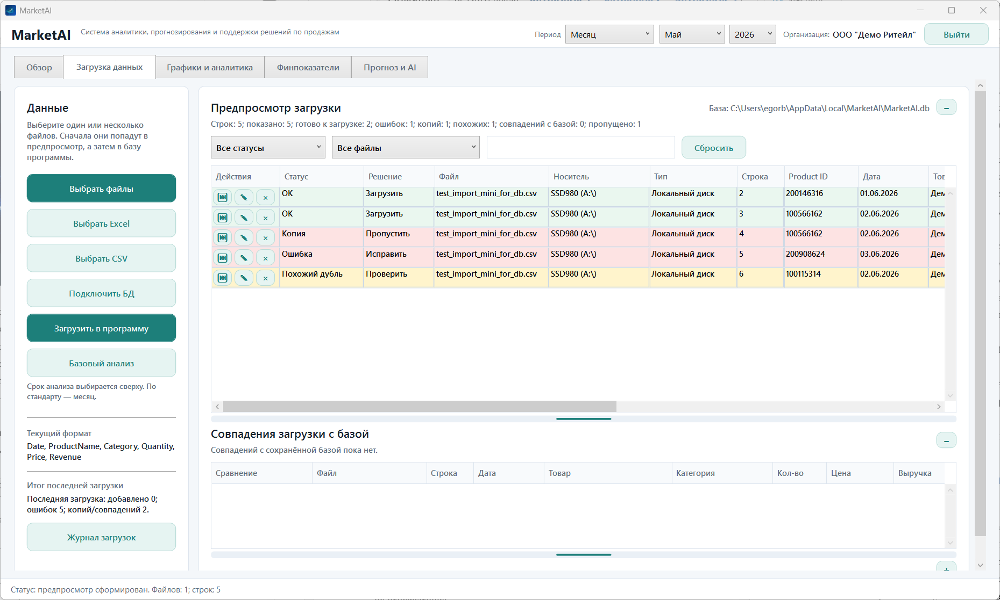 MarketAI
MarketAI
Система аналитики, прогнозирования и поддержки решений по продажам
Период
Месяц
Май
2026
Организация: ООО "Демо Ритейл"
Выйти
Обзор
Загрузка данных
Графики и аналитика
Финпоказатели
Прогноз и AI
Данные
Выберите один или несколько
файлов. Сначала они попадут в
предпросмотр, а затем в базу
программы.
Выбрать файлы
Выбрать Excel
Выбрать CSV
Подключить БД
Загрузить в программу
Базовый анализ
Срок анализа выбирается сверху. По
стандарту — месяц.
Текущий формат
Date, ProductName, Category, Quantity,
Price, Revenue
Итог последней загрузки
Последняя загрузка: добавлено 0;
ошибок 5; копий/совпадений 2.
Журнал загрузок
Предпросмотр загрузки
База: C:\Users\egorb\AppData\Local\MarketAI\MarketAI.db
Строк: 5; показано: 5; готово к загрузке: 2; ошибок: 1; копий: 1; похожих: 1; совпадений с базой: 0; пропущено: 1
Все статусы
Все файлы
Сбросить
Действия Статус Решение Файл Носитель Тип Строка Product ID Дата Тов
OK Загрузить test_import_mini_for_db.csv SSD980 (A:\) Локальный диск 2 200146316 01.06.2026 Дем
OK Загрузить test_import_mini_for_db.csv SSD980 (A:\) Локальный диск 3 100566162 02.06.2026 Дем
Копия Пропустить test_import_mini_for_db.csv SSD980 (A:\) Локальный диск 4 100566162 02.06.2026 Дем
Ошибка Исправить test_import_mini_for_db.csv SSD980 (A:\) Локальный диск 5 200908624 03.06.2026 Дем
Похожий дубль Проверить test_import_mini_for_db.csv SSD980 (A:\) Локальный диск 6 100115314 02.06.2026 Дем
Совпадения загрузки с базой
Совпадений с сохранённой базой пока нет.
Сравнение Файл Строка Дата Товар Категория Кол-во Цена Выручка
Статус: предпросмотр сформирован. Файлов: 1; строк: 5